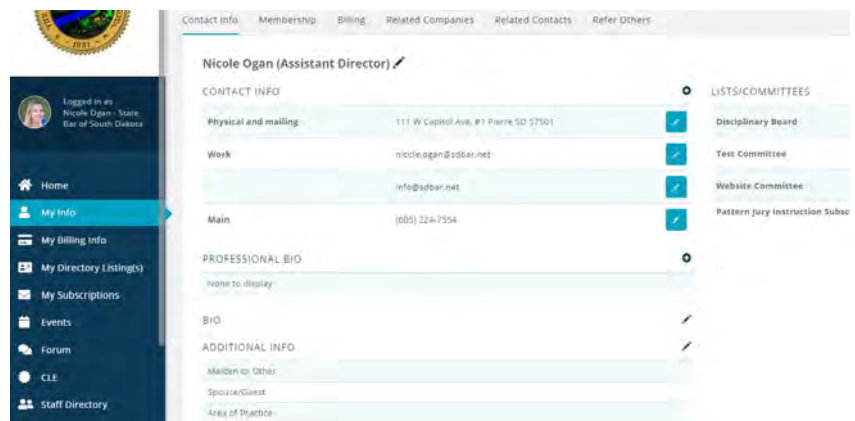 1891
Contact Info Membership Billing Related Companies Related Contacts Refer Others
Nicole Ogan (Assistant Director)
Logged in as
Nicole Ogan - State
Bar of South Dakota
Home
My Info
My Billing Info
My Directory Listing(s)
My Subscriptions
Events
Forum
CLE
Staff Directory
CONTACT INFO
Physical and mailing 111 W Capitol Ave, #1 Pierre SD 57501
Work nicole.ogan@sdbar.net
info@sdbar.net
Main (605) 224-7554
PROFESSIONAL BIO
None to display
BIO
ADDITIONAL INFO
Maiden or Other
Spouse/Guest
Area of Practice
LISTS/COMMITTEES
Disciplinary Board
Test Committee
Website Committee
Pattern Jury Instruction Subsc